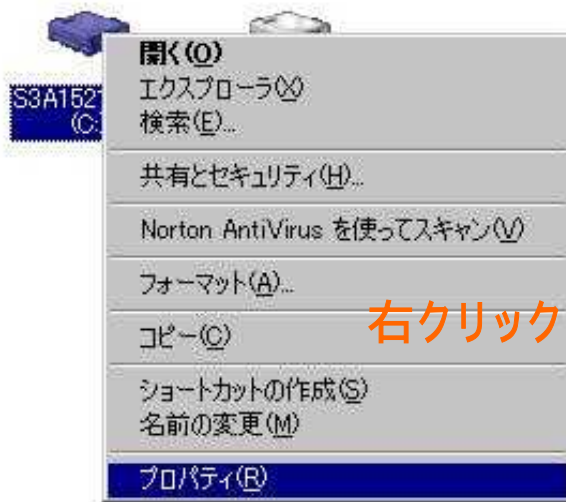 S3A152
(C:
開く(O)
エクスプローラ(X)
検索(E)...
共有とセキュリティ(H)...
Norton AntiVirus を使ってスキャン(V)
フォーマット(A)...
右クリック
コピー(C)
ショートカットの作成(S)
名前の変更(M)
プロパティ(R)